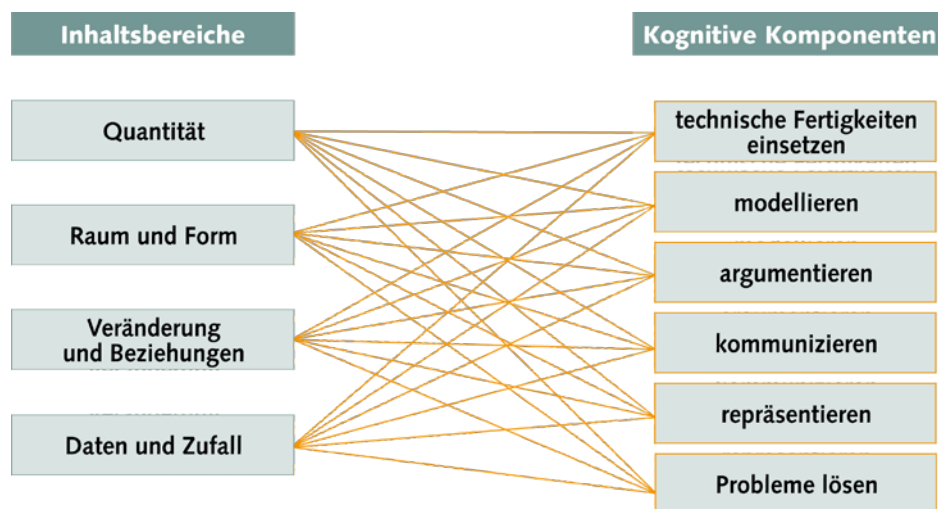 Inhaltsbereiche
Kognitive Komponenten
Quantität
Raum und Form
Veränderung
und Beziehungen
Daten und Zufall
technische Fertigkeiten
einsetzen
modellieren
argumentieren
kommunizieren
repräsentieren
Probleme lösen